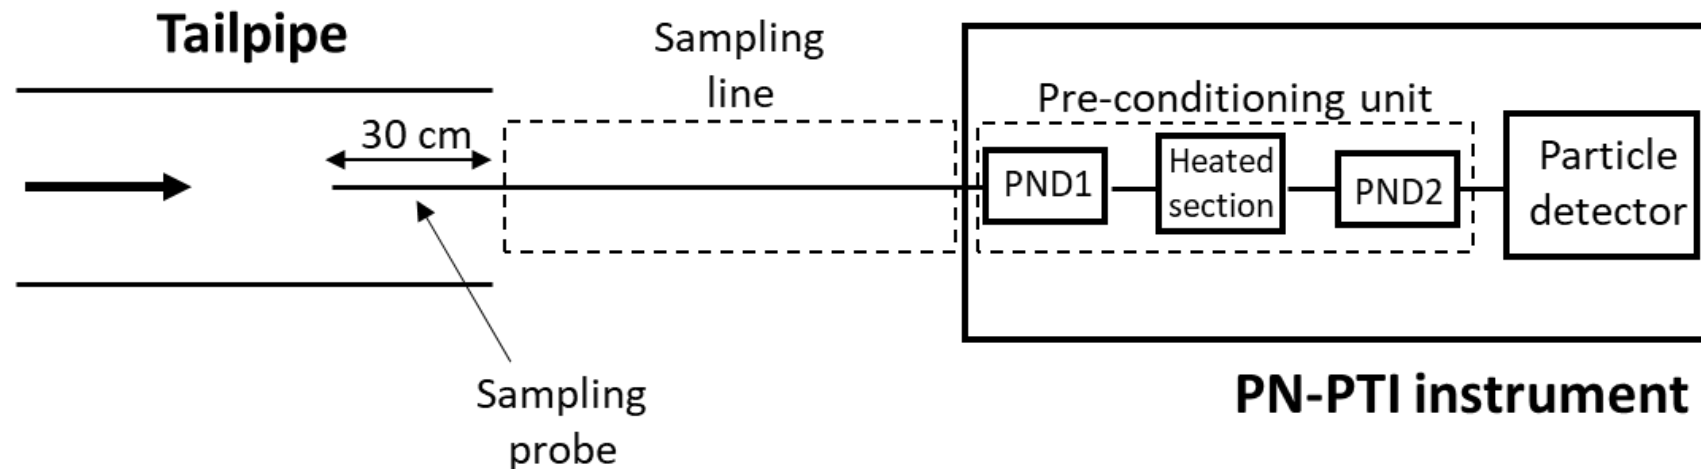 Tailpipe
30 cm
Sampling
line
Sampling
probe
Pre-conditioning unit
PND1
Heated
section
PND2
Particle
detector
PN-PTI instrument